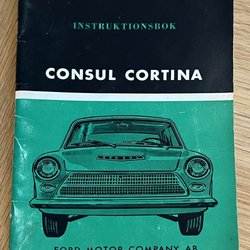 INSTRUKTIONSBOK
CONSUL CORTINA
FORD MOTOR COMPANY AB